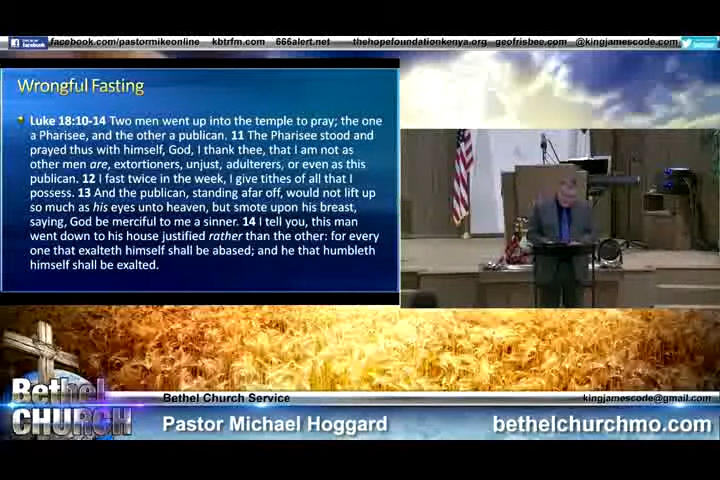 facebook.com/pastormikeonline kbtrfm.com 666alert.net thehopefoundationkenya.org geofrisbee.com @kingjamescode.com
Wrongful Fasting
Luke 18:10-14 Two men went up into the temple to pray; the one
a Pharisee, and the other a publican. 11 The Pharisee stood and
prayed thus with himself, God, I thank thee, that I am not as
other men are, extortioners, unjust, adulterers, or even as this
publican. 12 I fast twice in the week, I give tithes of all that I
possess. 13 And the publican, standing afar off, would not lift up
so much as his eyes unto heaven, but smote upon his breast,
saying, God be merciful to me a sinner. 14 I tell you, this man
went down to his house justified rather than the other: for every
one that exalteth himself shall be abased; and he that humbleth
himself shall be exalted.
Bethel
CHURCH
Bethel Church Service
kingjamescode@gmail.com
Pastor Michael Hoggard
bethelchurchmo.com